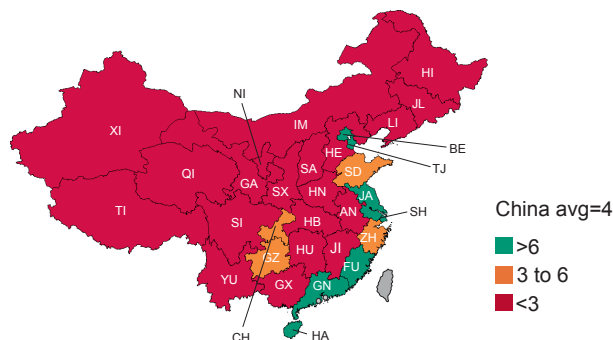 HI
JL
NI
LI
IM
XI
BE
HE
TJ
SA
SD
QI
GA
SX
HN
JA
TI
AN
SH
SI
HB
China avg=4
ZH
HU
JI
>6
GZ
FU
3 to 6
YU
GX
GN
<3
CH
HA